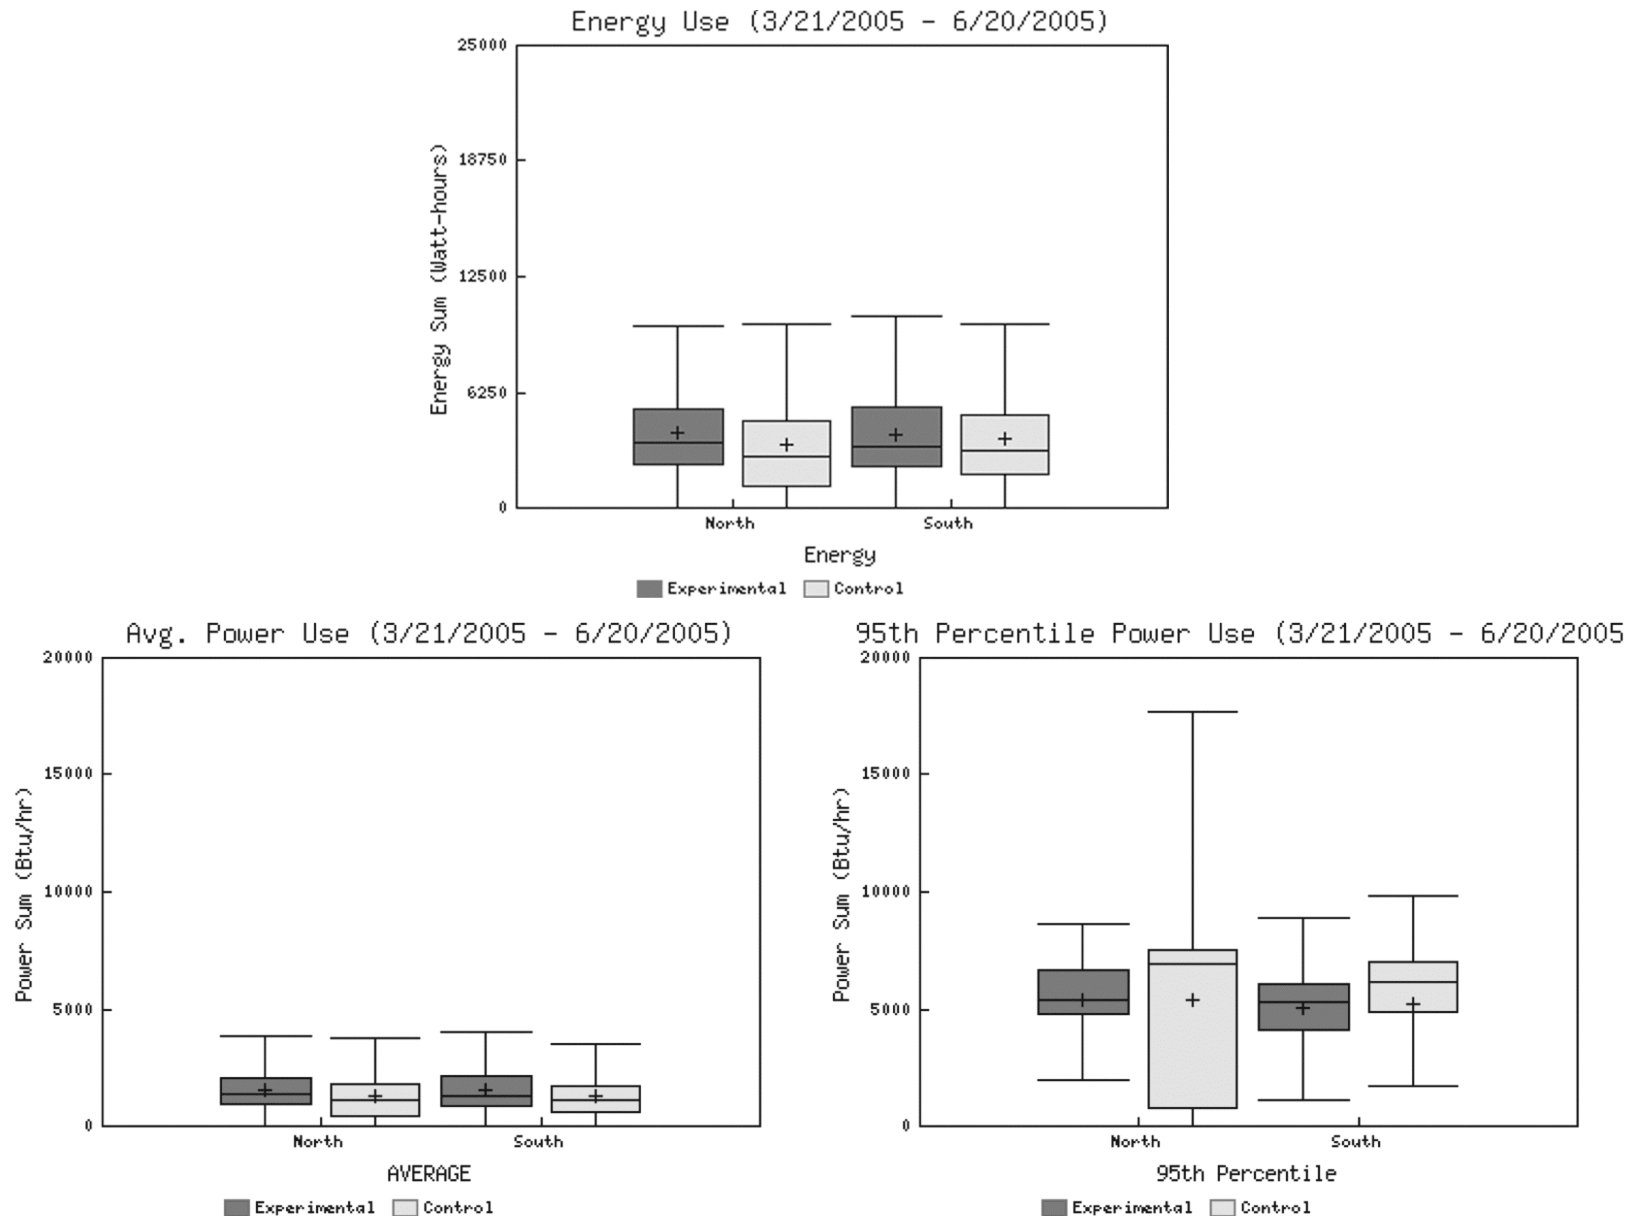 Energy Use (3/21/2005 - 6/20/2005)
25000
18750
12500
6250
0
Energy Sum (Watt-hours)
North South
Energy
Experimental Control
Avg. Power Use (3/21/2005 - 6/20/2005)
20000
15000
10000
5000
0
Power Sum (Btu/hr)
North South
AVERAGE
Experimental Control
95th Percentile Power Use (3/21/2005 - 6/20/2005
20000
15000
10000
5000
0
Power Sum (Btu/hr)
North South
95th Percentile
Experimental Control